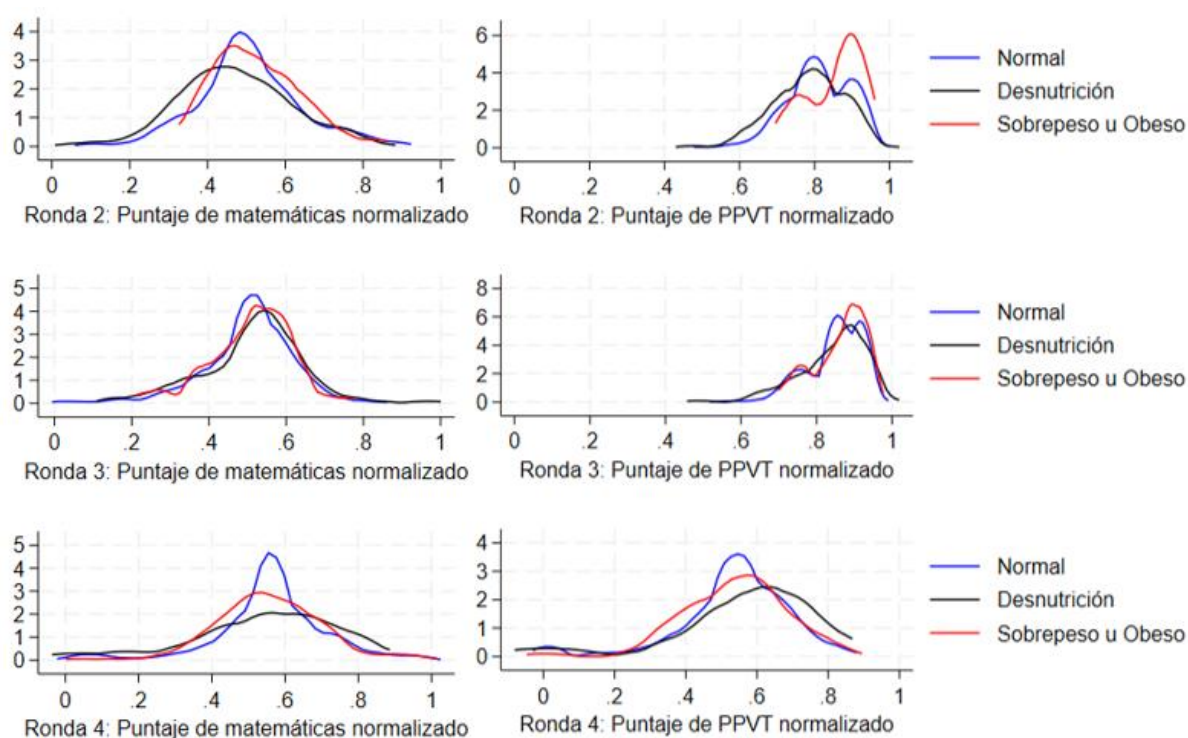 4
3
2
1
0
0 .2 .4 .6 .8 1
Ronda 2: Puntaje de matemáticas normalizado
6
4
2
0
0 .2 .4 .6 .8 1
Ronda 2: Puntaje de PPVT normalizado
Normal
Desnutrición
Sobrepeso u Obeso
5
4
3
2
1
0
0 .2 .4 .6 .8 1
Ronda 3: Puntaje de matemáticas normalizado
8
6
4
2
0
0 .2 .4 .6 .8 1
Ronda 3: Puntaje de PPVT normalizado
Normal
Desnutrición
Sobrepeso u Obeso
5
4
3
2
1
0
0 .2 .4 .6 .8 1
Ronda 4: Puntaje de matemáticas normalizado
4
3
2
1
0
0 .2 .4 .6 .8 1
Ronda 4: Puntaje de PPVT normalizado
Normal
Desnutrición
Sobrepeso u Obeso